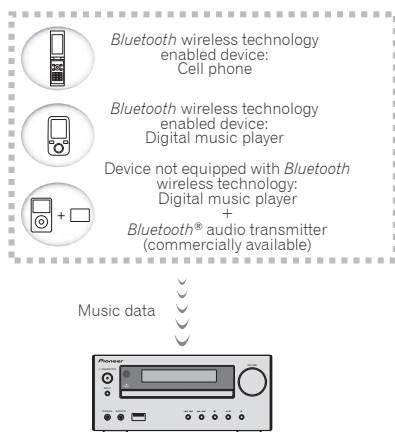 Bluetooth wireless technology
enabled device:
Cell phone
Bluetooth wireless technology
enabled device:
Digital music player
Device not equipped with Bluetooth
wireless technology:
Digital music player
+
+
Bluetooth® audio transmitter
(commercially available)
Music data
Pioneer